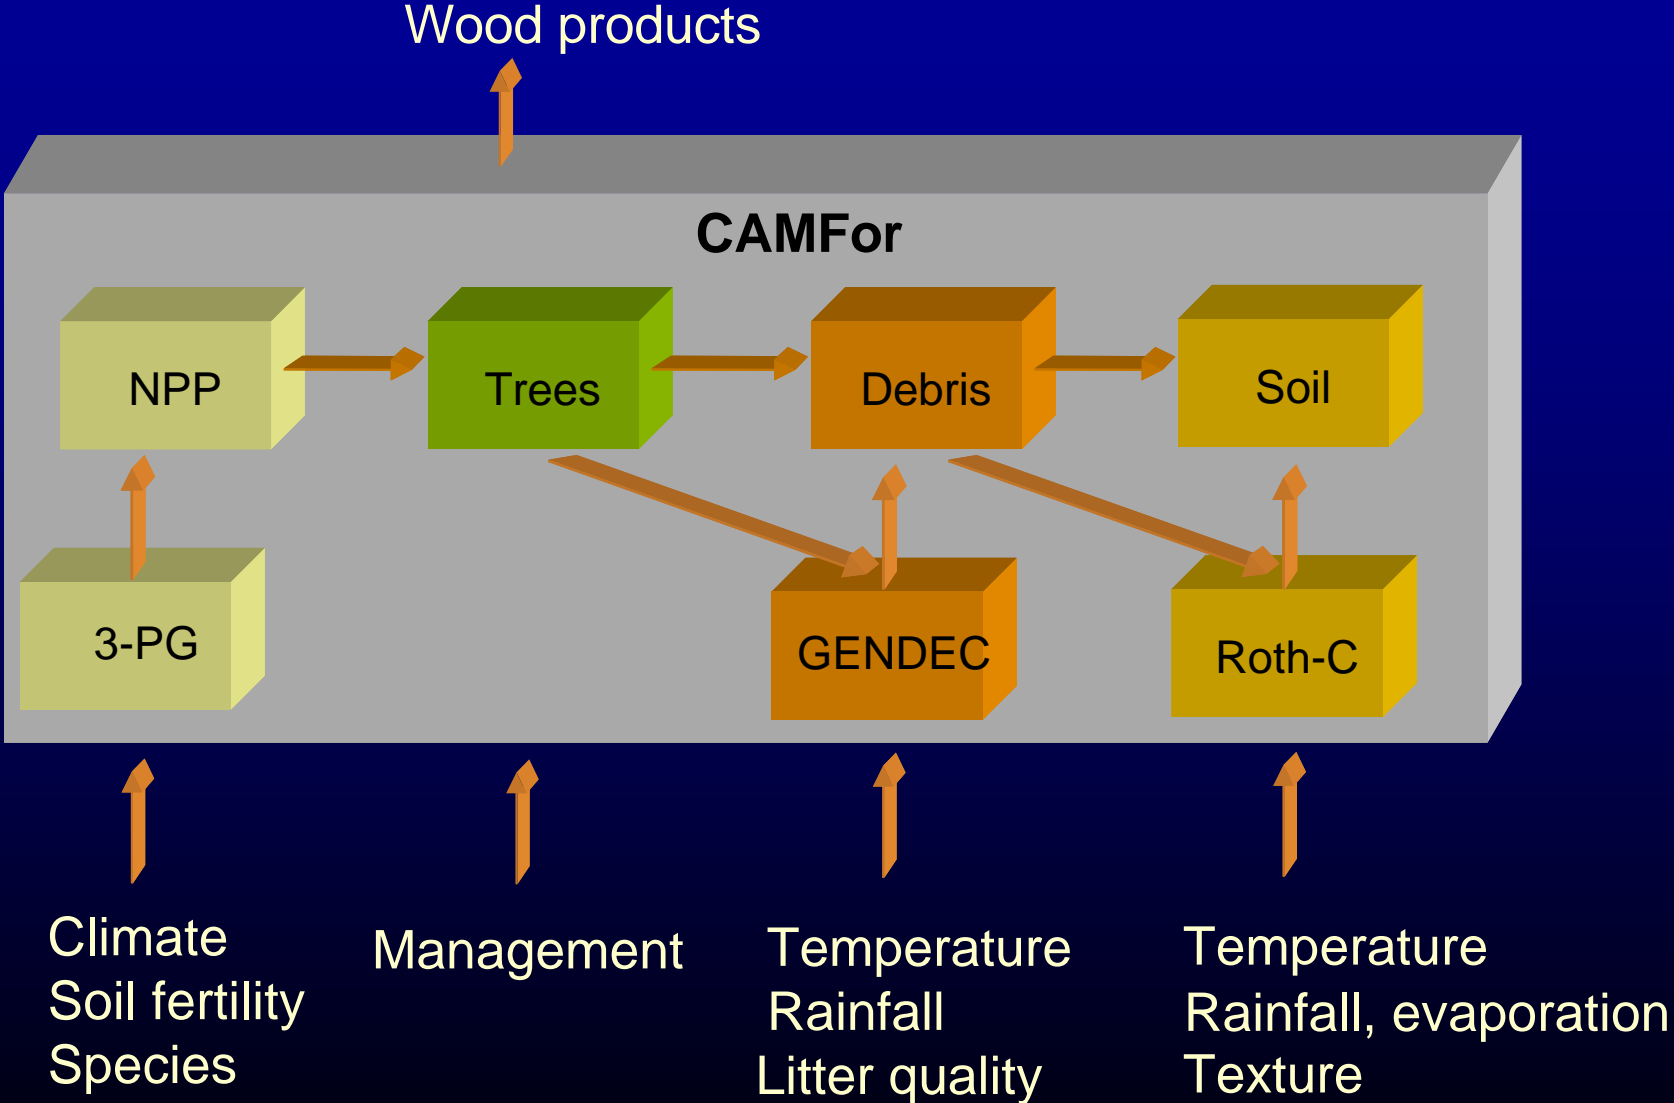 Wood products
CAMFor
NPP
Trees
Debris
Soil
3-PG
GENDEC
Roth-C
Climate
Soil fertility
Species
Management
Temperature
Rainfall
Litter quality
Temperature
Rainfall, evaporation
Texture